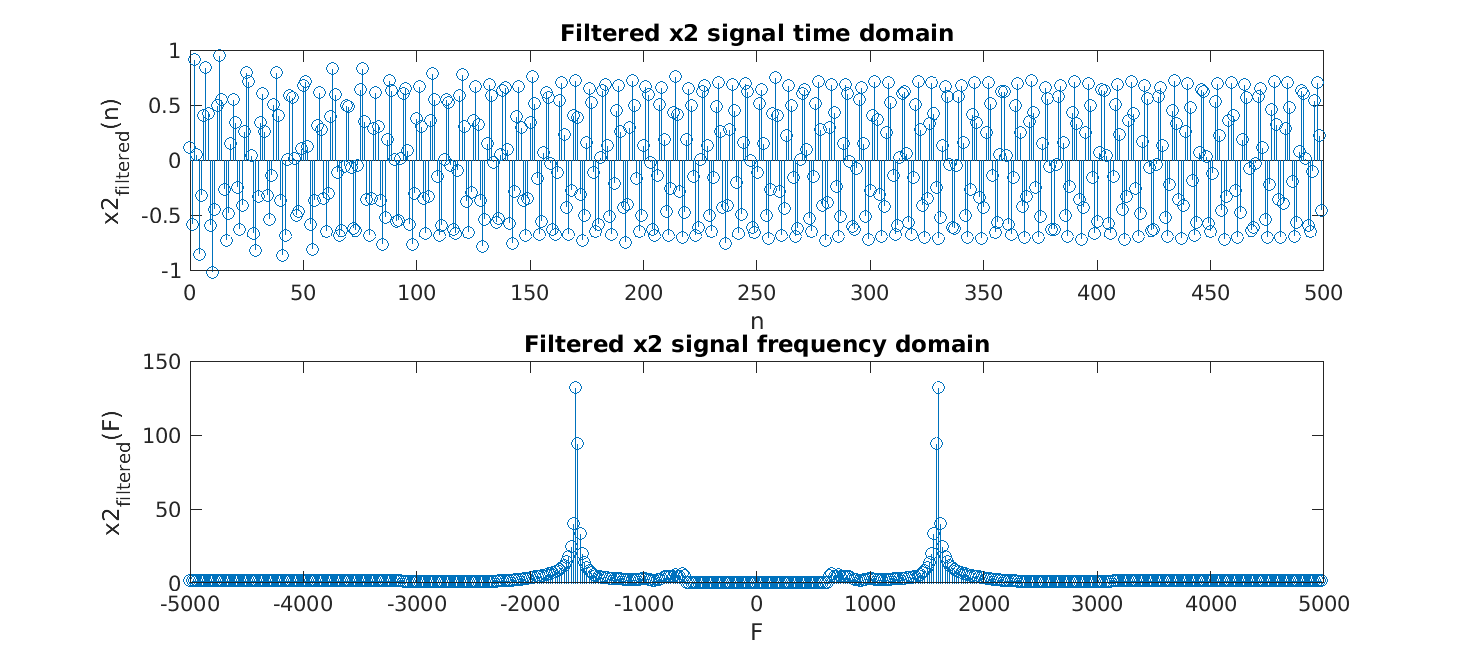 Filtered x2 signal time domain
1
0.5
0
-0.5
-1
x2filtered(n)
0 50 100 150 200 250 300 350 400 450 500
n
Filtered x2 signal frequency domain
150
100
50
0
x2filtered(F)
-5000 -4000 -3000 -2000 -1000 0 1000 2000 3000 4000 5000
F